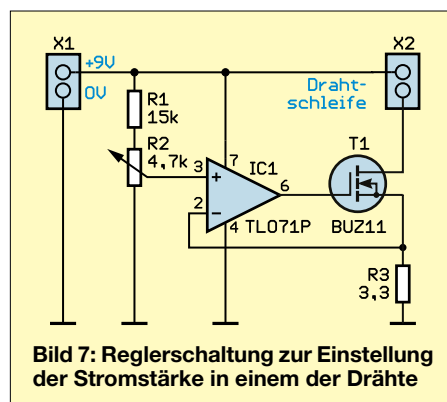 X1
+9V
0V
R1
15k
R2
4,7k
3
+
2
–
7
IC1
6
4
TL071P
X2
Draht-
schleife
T1
BUZ11
R3
3,3
Bild 7: Reglerschaltung zur Einstellung
der Stromstärke in einem der Drähte